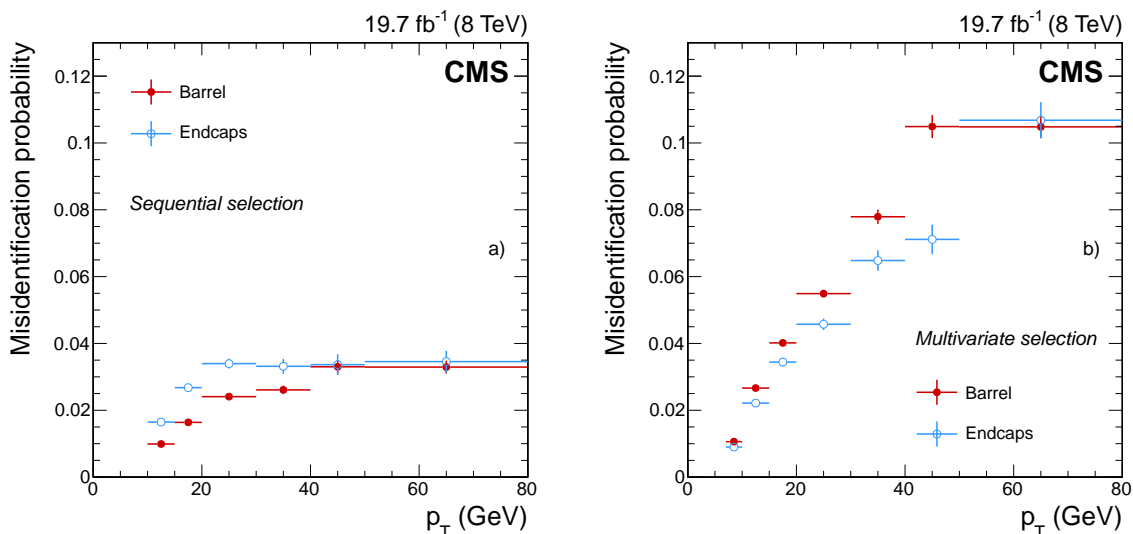 19.7 fb⁻¹ (8 TeV)
CMS
Misidentification probability
0.12
0.1
0.08
0.06
0.04
0.02
0
Barrel
Endcaps
Sequential selection
a)
0 20 40 60 80
p_T (GeV)
19.7 fb⁻¹ (8 TeV)
CMS
Misidentification probability
0.12
0.1
0.08
0.06
0.04
0.02
0
b)
Multivariate selection
Barrel
Endcaps
0 20 40 60 80
p_T (GeV)